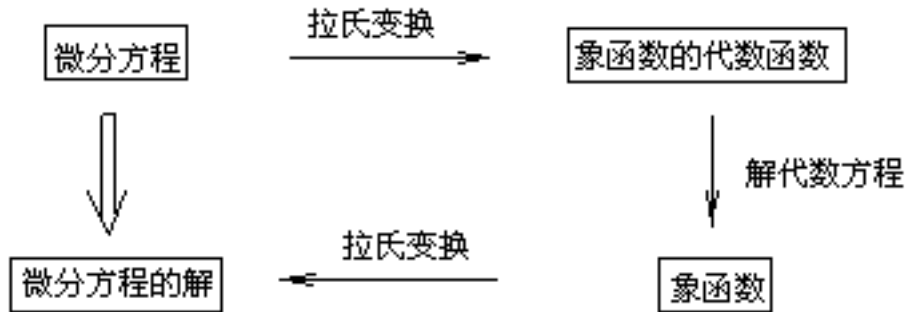 拉氏变换
微分方程
象函数的代数函数
解代数方程
拉氏变换
微分方程的解
象函数